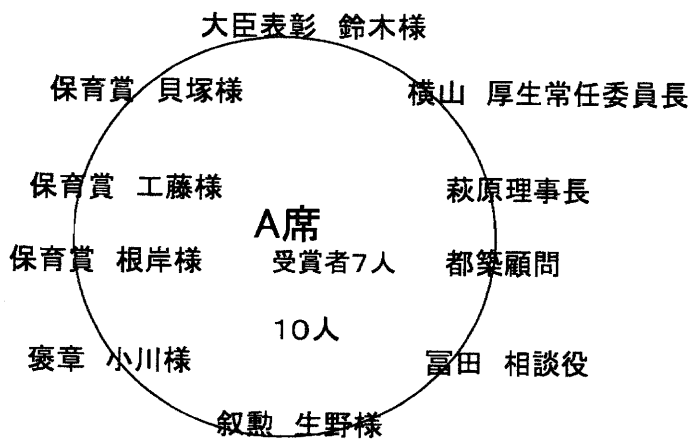 大臣表彰 鈴木様
保育賞 貝塚様
横山 厚生常任委員長
保育賞 工藤様
萩原理事長
A席
保育賞 根岸様
受賞者7人
都築顧問
10人
褒章 小川様
冨田 相談役
叙勲 生野様